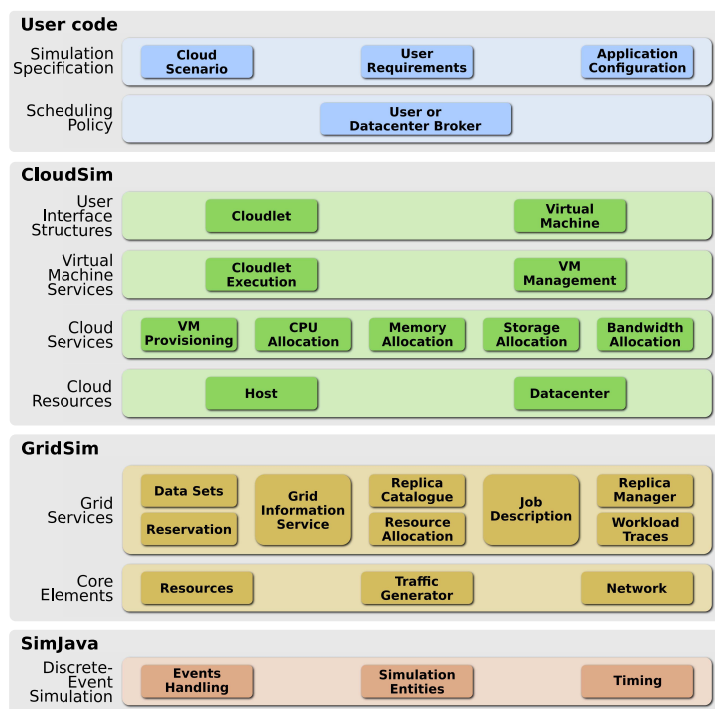 User code
Simulation
Specification
Cloud
Scenario
User
Requirements
Application
Configuration
Scheduling
Policy
User or
Datacenter Broker
CloudSim
User
Interface
Structures
Cloudlet
Virtual
Machine
Virtual
Machine
Services
Cloudlet
Execution
VM
Management
Cloud
Services
VM
Provisioning
CPU
Allocation
Memory
Allocation
Storage
Allocation
Bandwidth
Allocation
Cloud
Resources
Host
Datacenter
GridSim
Grid
Services
Data Sets
Reservation
Grid
Information
Service
Replica
Catalogue
Resource
Allocation
Job
Description
Replica
Manager
Workload
Traces
Core
Elements
Resources
Traffic
Generator
Network
SimJava
Discrete-
Event
Simulation
Events
Handling
Simulation
Entities
Timing